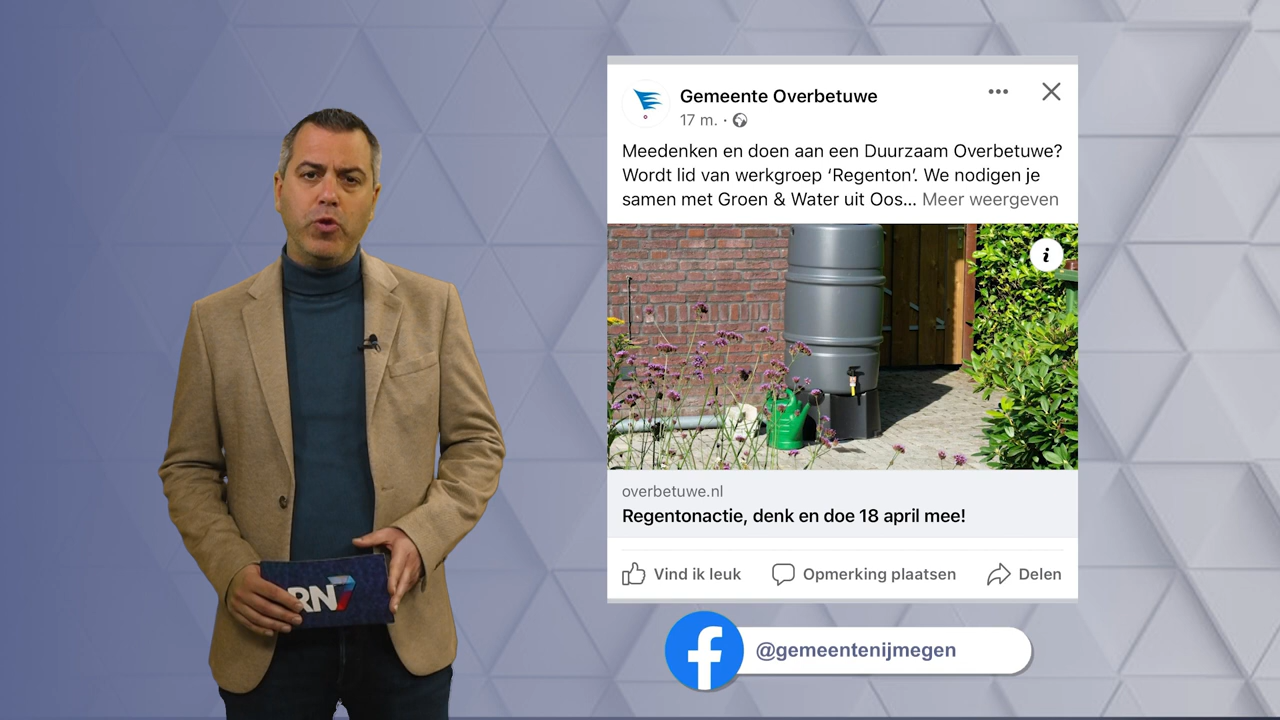 Gemeente Overbetuwe
17 m. ·
Meedenken en doen aan een Duurzaam Overbetuwe?
Wordt lid van werkgroep ‘Regenton’. We nodigen je
samen met Groen & Water uit Oos... Meer weergeven
overbetuwe.nl
Regentonactie, denk en doe 18 april mee!
Vind ik leuk Opmerking plaatsen Delen
RN7
@gemeentenijmegen